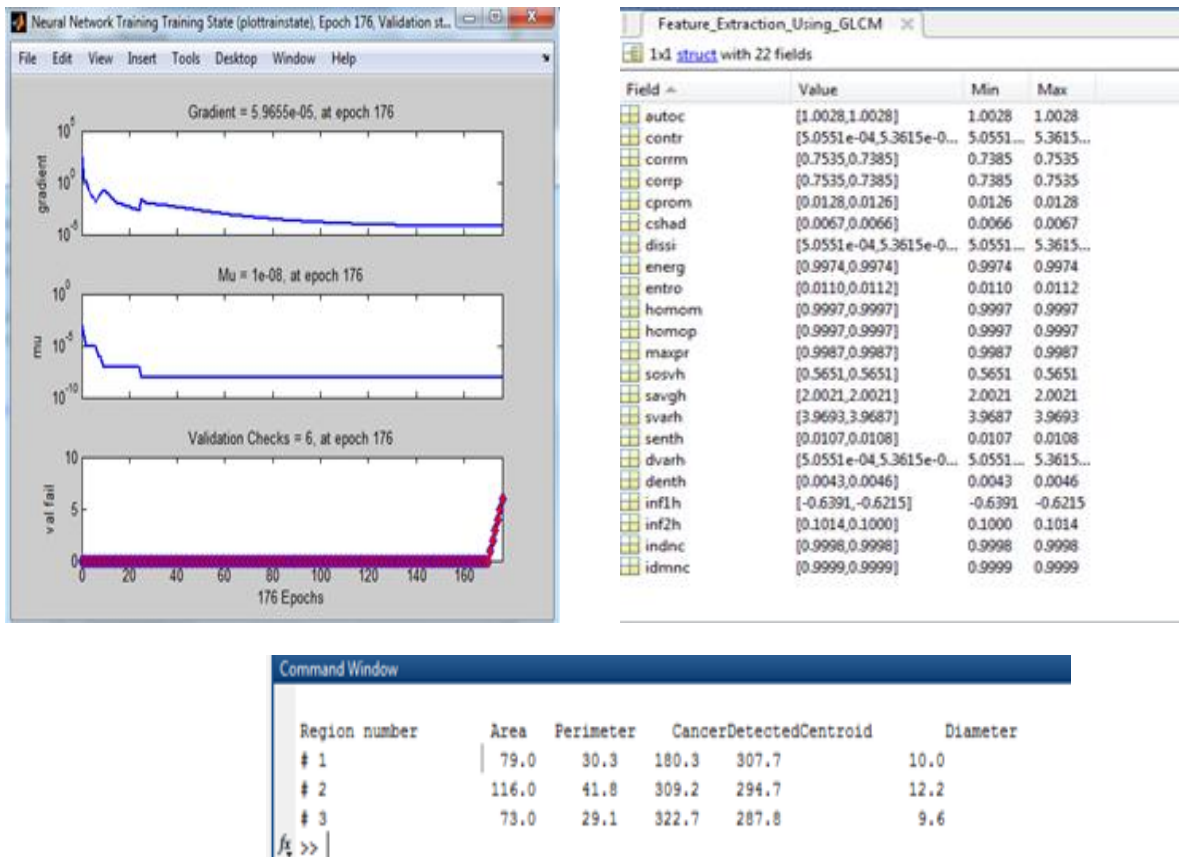 Neural Network Training Training State (plottrainstate), Epoch 176, Validation st...
File Edit View Insert Tools Desktop Window Help
Gradient = 5.9655e-05, at epoch 176
10^5
10^0
10^-5
gradient
Mu = 1e-08, at epoch 176
10^0
10^-5
10^-10
mu
Validation Checks = 6, at epoch 176
10
5
0
val fail
0 20 40 60 80 100 120 140 160
176 Epochs
Feature_Extraction_Using_GLCM
1x1 struct with 22 fields
Field Value Min Max
autoc [1.0028,1.0028] 1.0028 1.0028
contr [5.0551e-04,5.3615e-0... 5.0551... 5.3615...
corrm [0.7535,0.7385] 0.7385 0.7535
corrp [0.7535,0.7385] 0.7385 0.7535
cprom [0.0128,0.0126] 0.0126 0.0128
cshad [0.0067,0.0066] 0.0066 0.0067
dissi [5.0551e-04,5.3615e-0... 5.0551... 5.3615...
energ [0.9974,0.9974] 0.9974 0.9974
entro [0.0110,0.0112] 0.0110 0.0112
homom [0.9997,0.9997] 0.9997 0.9997
homop [0.9997,0.9997] 0.9997 0.9997
maxpr [0.9987,0.9987] 0.9987 0.9987
sosvh [0.5651,0.5651] 0.5651 0.5651
savgh [2.0021,2.0021] 2.0021 2.0021
svarh [3.9693,3.9687] 3.9687 3.9693
senth [0.0107,0.0108] 0.0107 0.0108
dvarh [5.0551e-04,5.3615e-0... 5.0551... 5.3615...
denth [0.0043,0.0046] 0.0043 0.0046
inf1h [-0.6391,-0.6215] -0.6391 -0.6215
inf2h [0.1014,0.1000] 0.1000 0.1014
indnc [0.9998,0.9998] 0.9998 0.9998
idmnc [0.9999,0.9999] 0.9999 0.9999
Command Window
Region number Area Perimeter CancerDetectedCentroid Diameter
# 1 79.0 30.3 180.3 307.7 10.0
# 2 116.0 41.8 309.2 294.7 12.2
# 3 73.0 29.1 322.7 287.8 9.6
fx >>